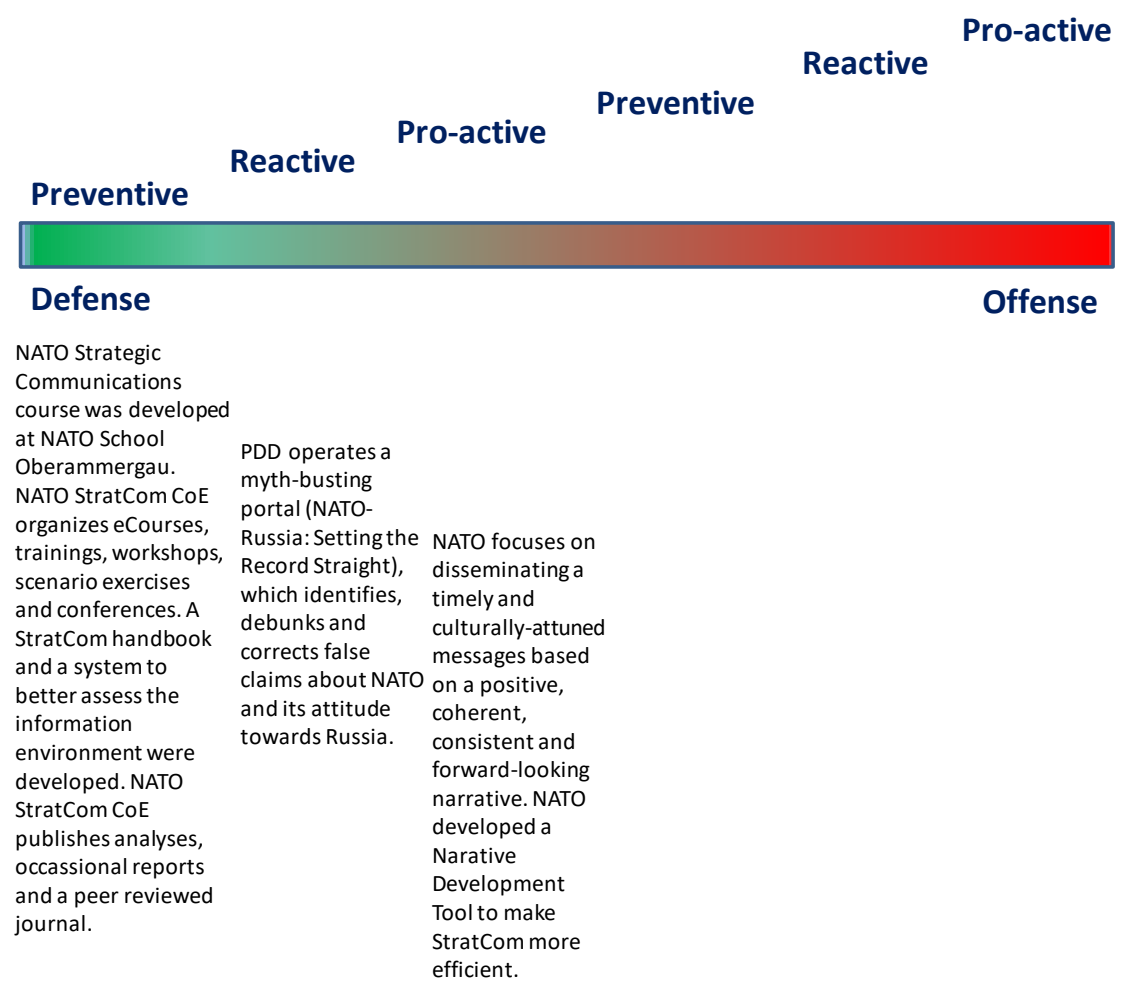 Pro-active
Reactive
Preventive
Pro-active
Reactive
Preventive
Defense
Offense
NATO Strategic
Communications
course was developed
at NATO School
Oberammergau.
NATO StratCom CoE
organizes eCourses,
trainings, workshops,
scenario exercises
and conferences. A
StratCom handbook
and a system to
better assess the
information
environment were
developed. NATO
StratCom CoE
publishes analyses,
occassional reports
and a peer reviewed
journal.
PDD operates a
myth-busting
portal (NATO-
Russia: Setting the
Record Straight),
which identifies,
debunks and
corrects false
claims about NATO
and its attitude
towards Russia.
NATO focuses on
disseminating a
timely and
culturally-attuned
messages based
on a positive,
coherent,
consistent and
forward-looking
narrative. NATO
developed a
Narative
Development
Tool to make
StratCom more
efficient.